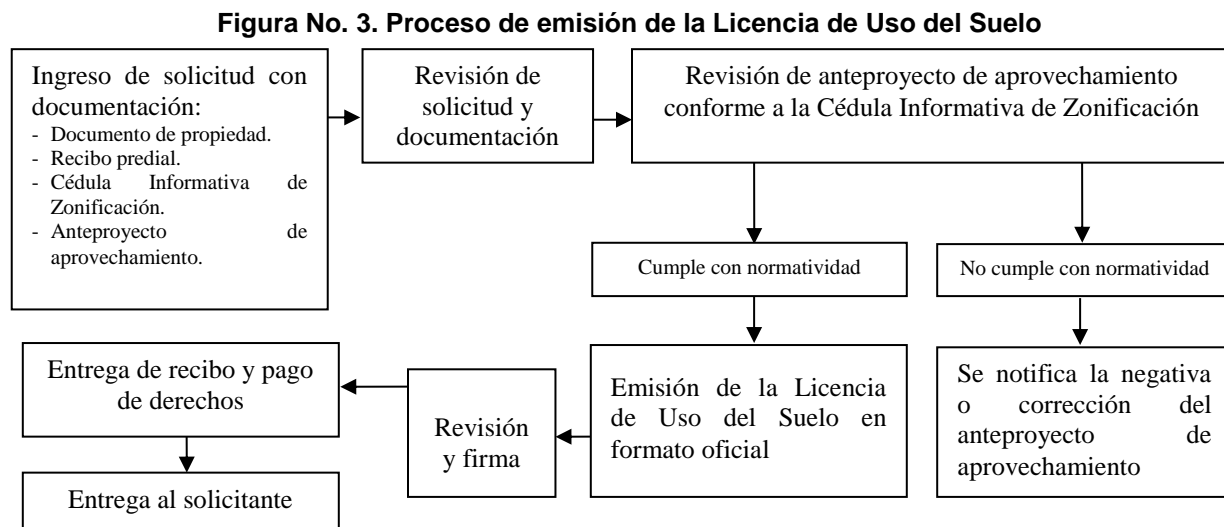 Figura No. 3. Proceso de emisión de la Licencia de Uso del Suelo
Ingreso de solicitud con
documentación:
- Documento de propiedad.
- Recibo predial.
- Cédula Informativa de
Zonificación.
- Anteproyecto de
aprovechamiento.
Revisión de
solicitud y
documentación
Revisión de anteproyecto de aprovechamiento
conforme a la Cédula Informativa de Zonificación
Cumple con normatividad
No cumple con normatividad
Emisión de la Licencia
de Uso del Suelo en
formato oficial
Se notifica la negativa
o corrección del
anteproyecto de
aprovechamiento
Revisión
y firma
Entrega de recibo y pago
de derechos
Entrega al solicitante